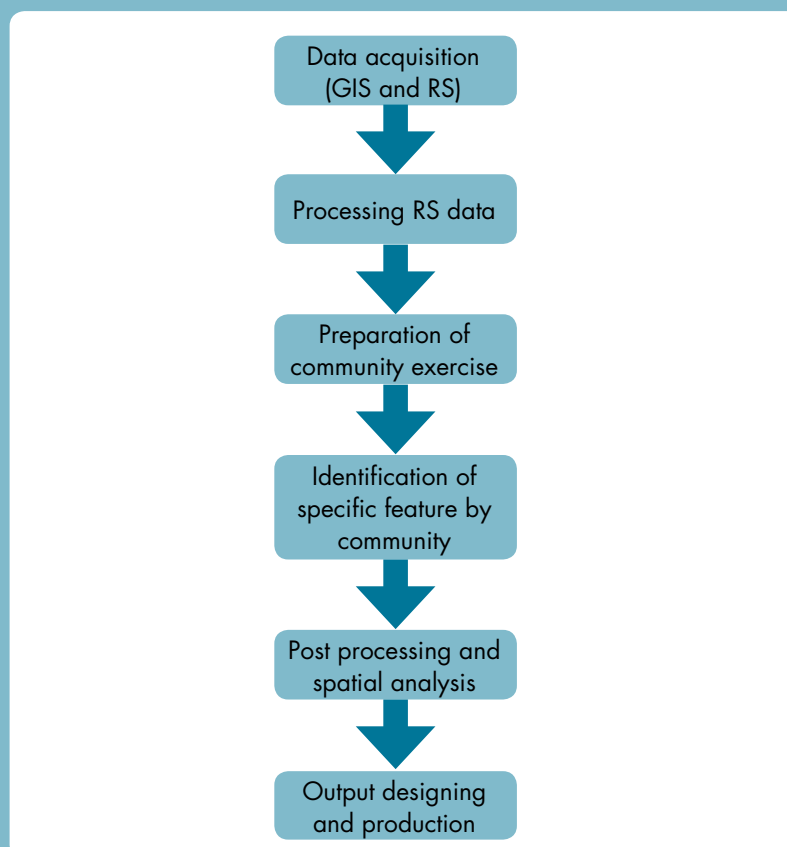 Data acquisition
(GIS and RS)
Processing RS data
Preparation of
community exercise
Identification of
specific feature by
community
Post processing and
spatial analysis
Output designing
and production